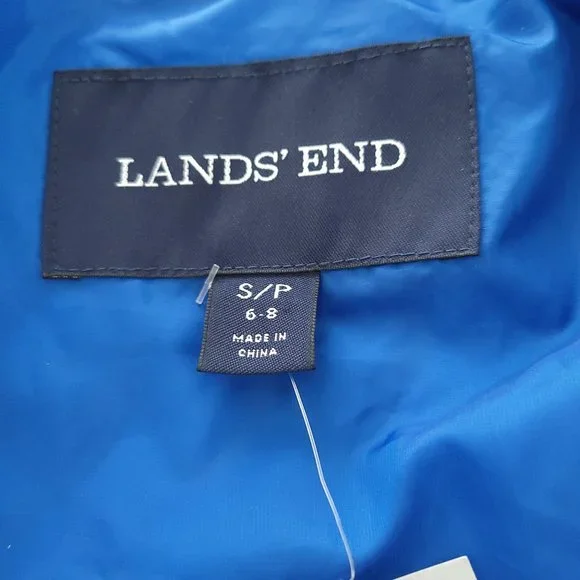 LANDS' END
S/P
6-8
MADE IN
CHINA